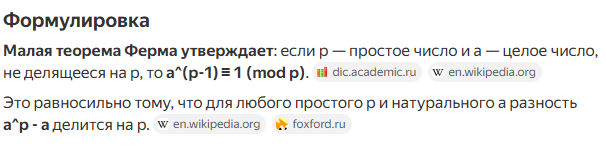 Формулировка
Малая теорема Ферма утверждает: если p — простое число и a — целое число,
не делящееся на p, то a^(p-1) ≡ 1 (mod p). dic.academic.ru W en.wikipedia.org
Это равносильно тому, что для любого простого p и натурального a разность
a^p - a делится на p. W en.wikipedia.org foxford.ru